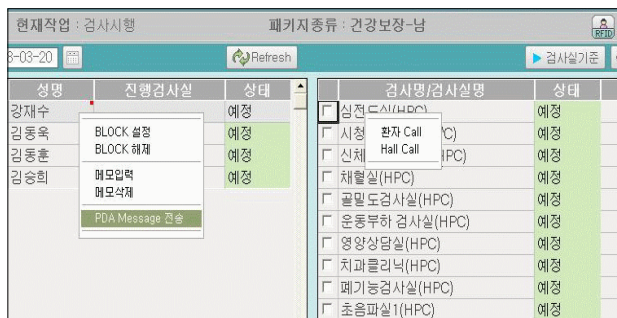 현재작업 : 검사시행
패키지종류 : 건강보장-남
RFID
3-03-20
Refresh
▶ 검사실기준
성명 진행검사실 상태
강재수 예정
김동욱 예정
김동훈 예정
김승희 예정
BLOCK 설정
BLOCK 해제
메모입력
메모삭제
PDA Message 전송
검사명/검사실명 상태
심전도실(HPC) 예정
시청 C) 예정
신체 HPC) 예정
채혈실(HPC) 예정
골밀도검사실(HPC) 예정
운동부하 검사실(HPC) 예정
영양상담실(HPC) 예정
치과클리닉(HPC) 예정
폐기능검사실(HPC) 예정
초음파실1(HPC) 예정
환자 Call
Hall Call